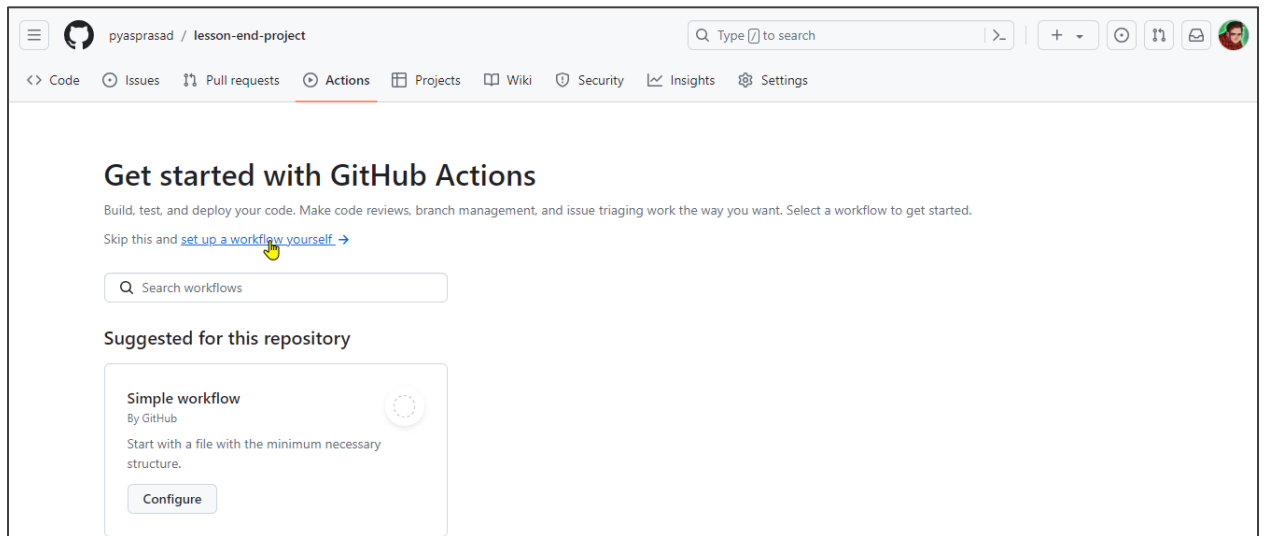 pyasprasad / lesson-end-project
Type / to search
Code Issues Pull requests Actions Projects Wiki Security Insights Settings
Get started with GitHub Actions
Build, test, and deploy your code. Make code reviews, branch management, and issue triaging work the way you want. Select a workflow to get started.
Skip this and set up a workflow yourself →
Search workflows
Suggested for this repository
Simple workflow
By GitHub
Start with a file with the minimum necessary
structure.
Configure